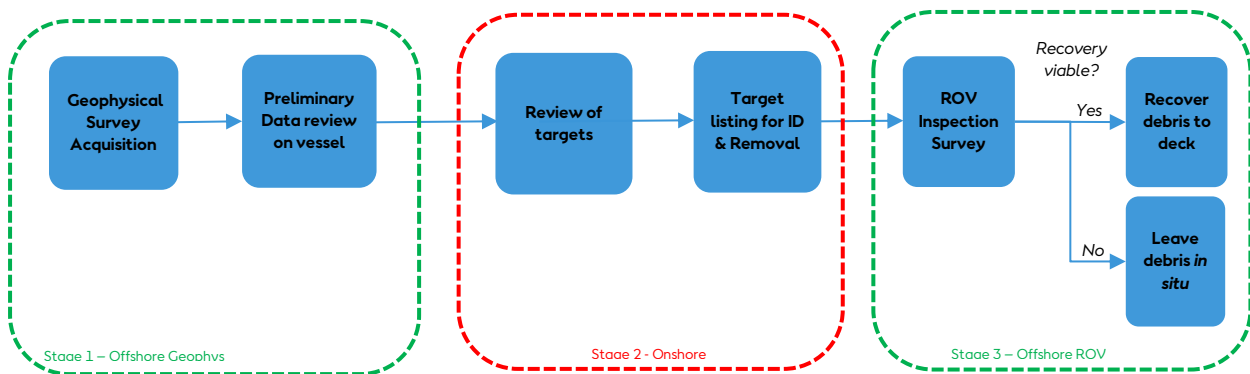 Geophysical
Survey
Acquisition
Preliminary
Data review
on vessel
Stage 1 – Offshore Geophys
Review of
targets
Target
listing for ID
& Removal
Stage 2 - Onshore
ROV
Inspection
Survey
Recovery
viable?
Yes
Recover
debris to
deck
No
Leave
debris in
situ
Stage 3 – Offshore ROV